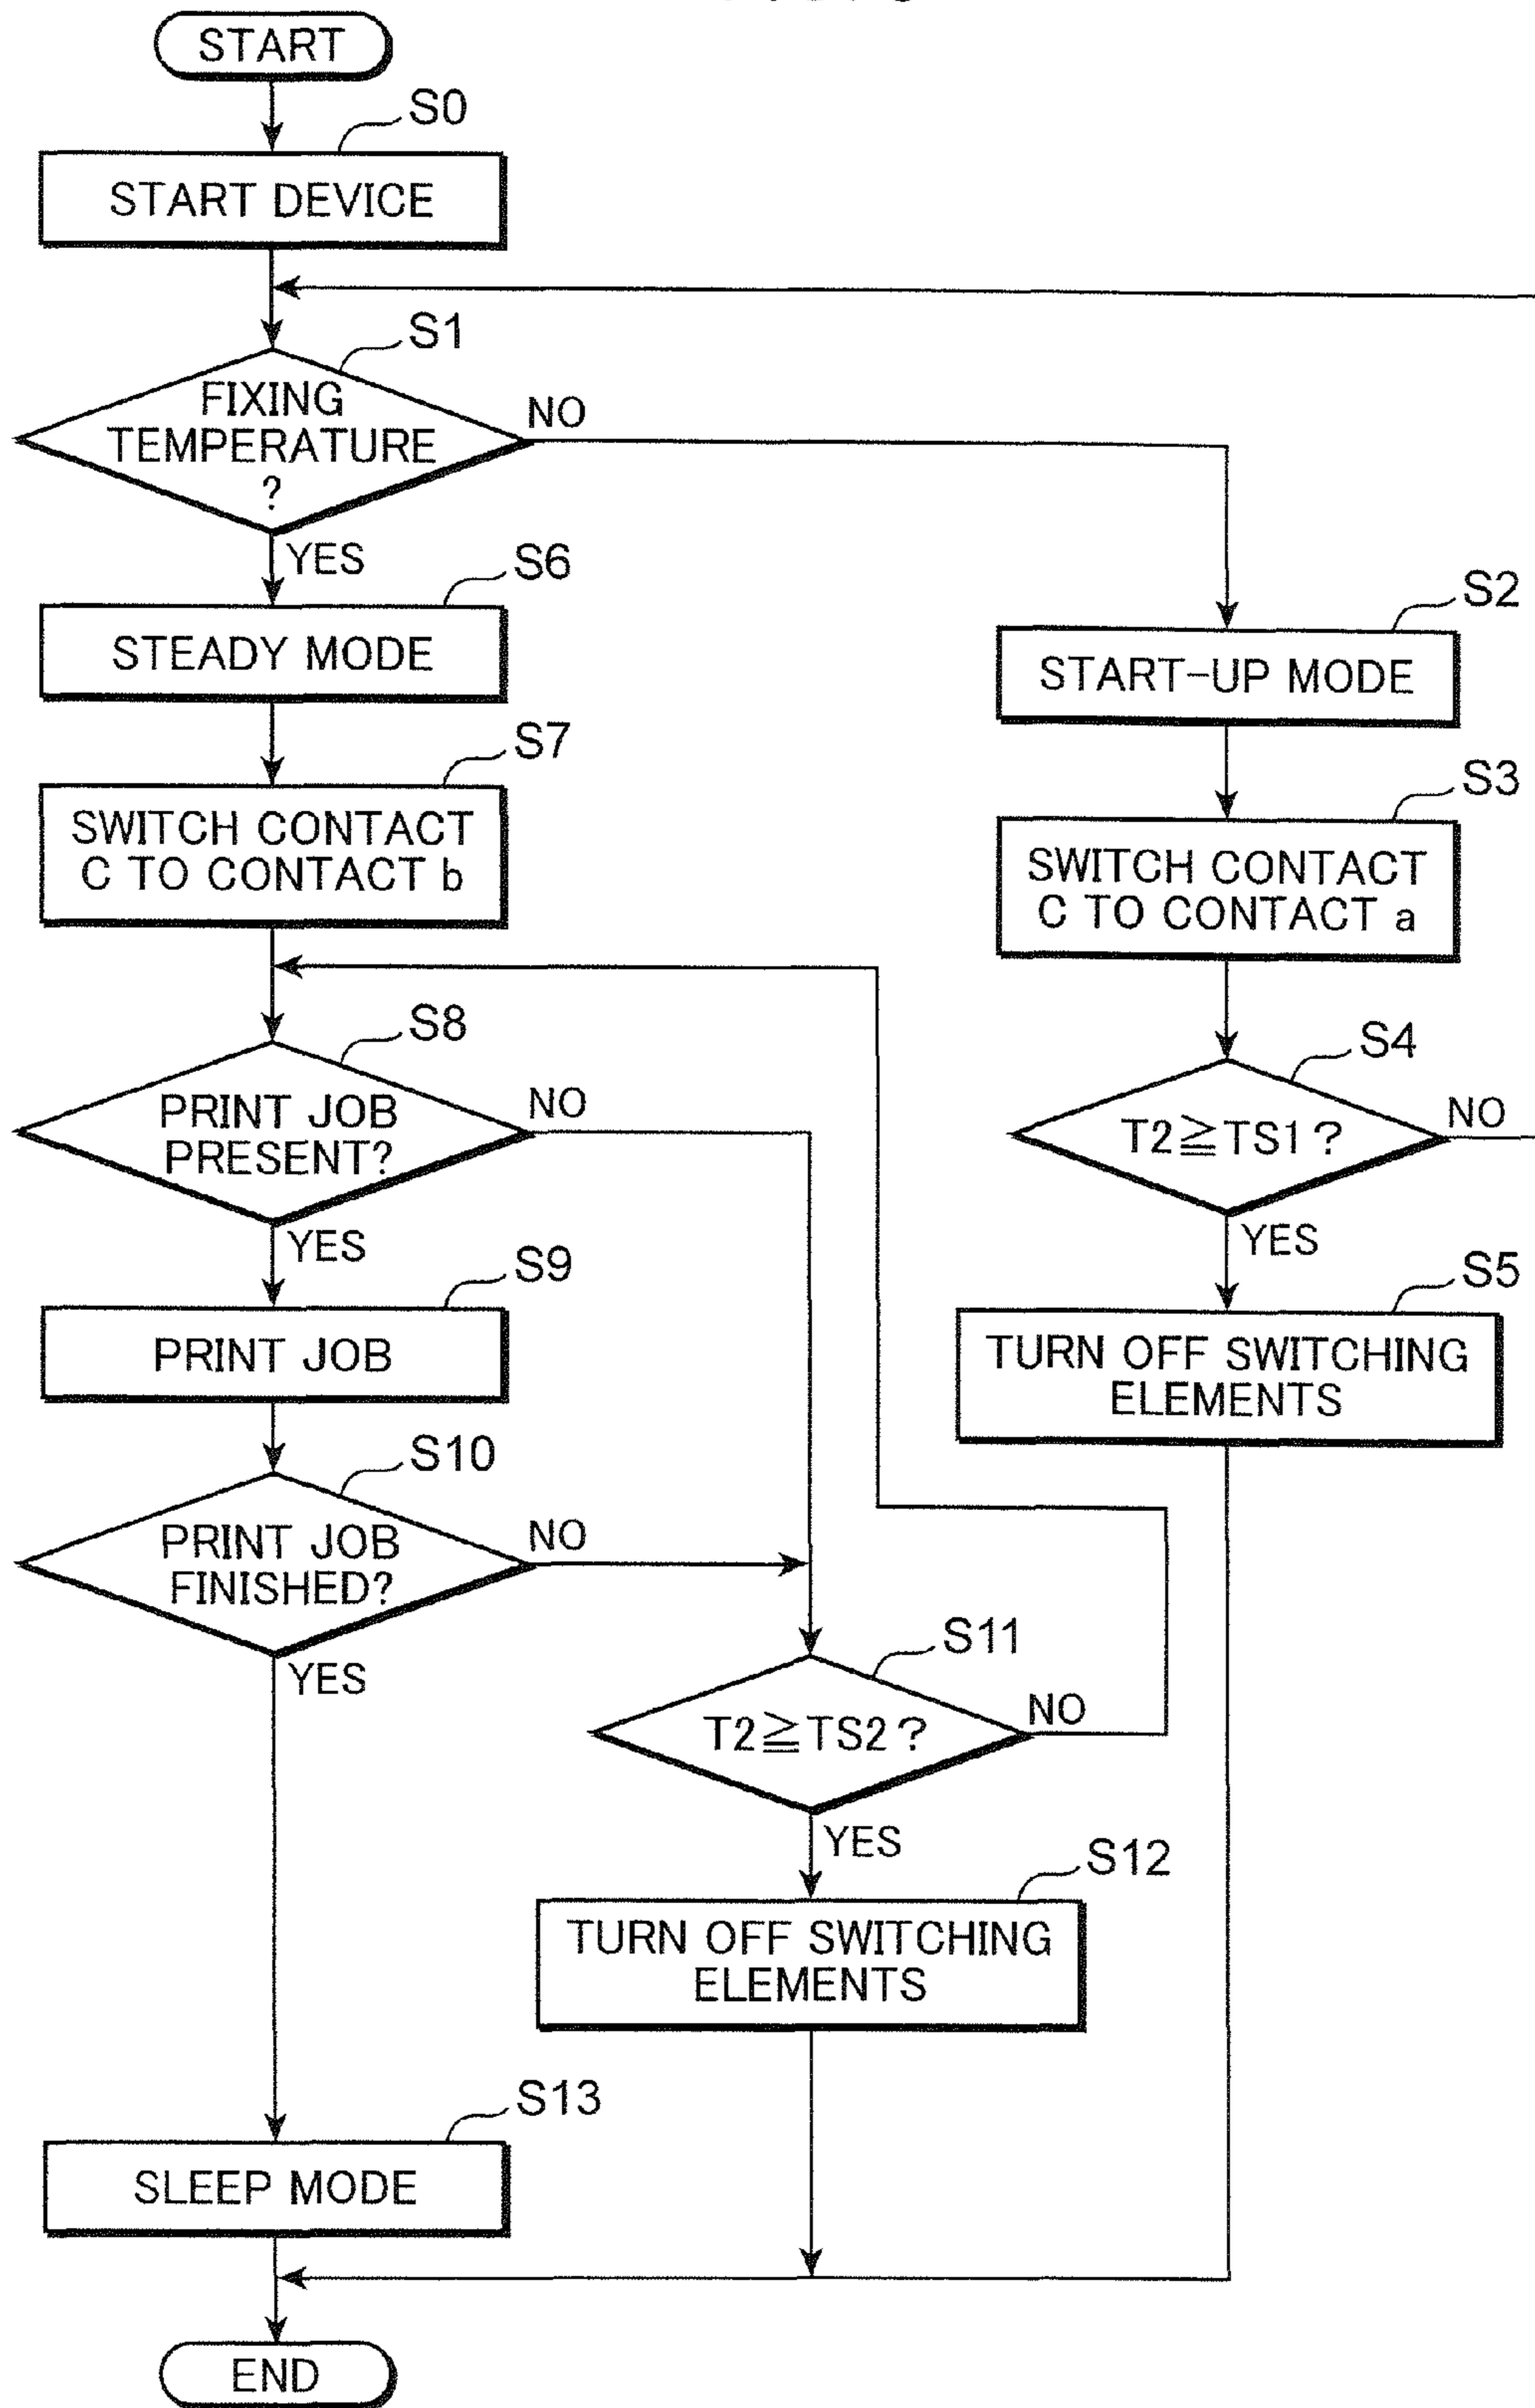 START
S0
START DEVICE
S1
FIXING
TEMPERATURE
?
NO
YES
S6
STEADY MODE
S2
START-UP MODE
S7
SWITCH CONTACT
C TO CONTACT b
S3
SWITCH CONTACT
C TO CONTACT a
S8
PRINT JOB
PRESENT?
NO
YES
S4
T2≧TS1?
NO
YES
S9
PRINT JOB
S5
TURN OFF SWITCHING
ELEMENTS
S10
PRINT JOB
FINISHED?
NO
YES
S11
T2≧TS2?
NO
YES
S12
TURN OFF SWITCHING
ELEMENTS
S13
SLEEP MODE
END